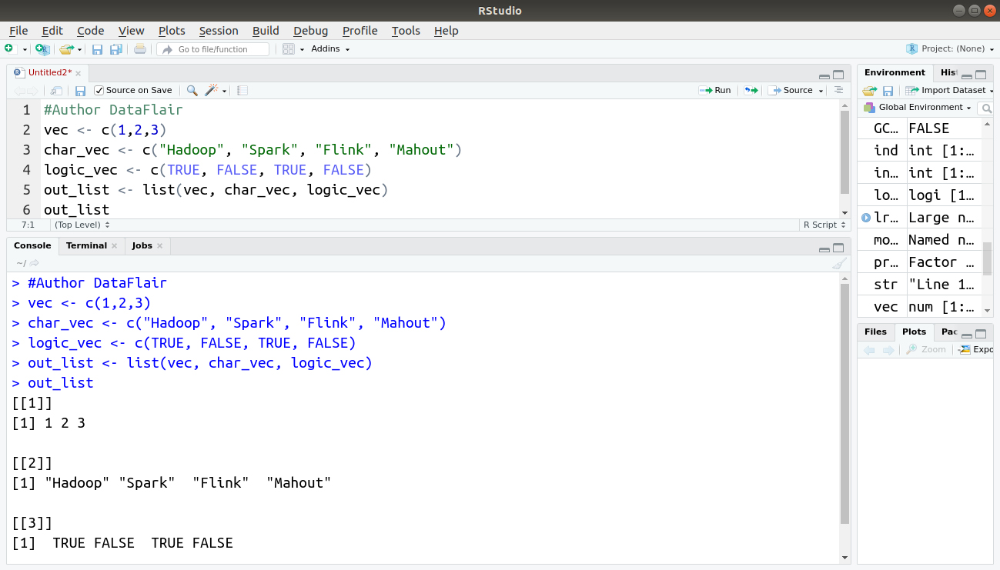 RStudio
File Edit Code View Plots Session Build Debug Profile Tools Help
Go to file/function Addins Project: (None)
Untitled2*
Source on Save Run Source
1 #Author DataFlair
2 vec <- c(1,2,3)
3 char_vec <- c("Hadoop", "Spark", "Flink", "Mahout")
4 logic_vec <- c(TRUE, FALSE, TRUE, FALSE)
5 out_list <- list(vec, char_vec, logic_vec)
6 out_list
7:1 (Top Level) R Script
Console Terminal Jobs
~/
> #Author DataFlair
> vec <- c(1,2,3)
> char_vec <- c("Hadoop", "Spark", "Flink", "Mahout")
> logic_vec <- c(TRUE, FALSE, TRUE, FALSE)
> out_list <- list(vec, char_vec, logic_vec)
> out_list
[[1]]
[1] 1 2 3
[[2]]
[1] "Hadoop" "Spark"  "Flink"  "Mahout"
[[3]]
[1]  TRUE FALSE  TRUE FALSE
Environment Hist
Import Dataset
Global Environment
GC… FALSE
ind int [1:…
in… int [1:…
lo… logi [1…
lr… Large n…
mo… Named n…
pr… Factor …
str "Line 1…
vec num [1:…
Files Plots Pac
Zoom Expo